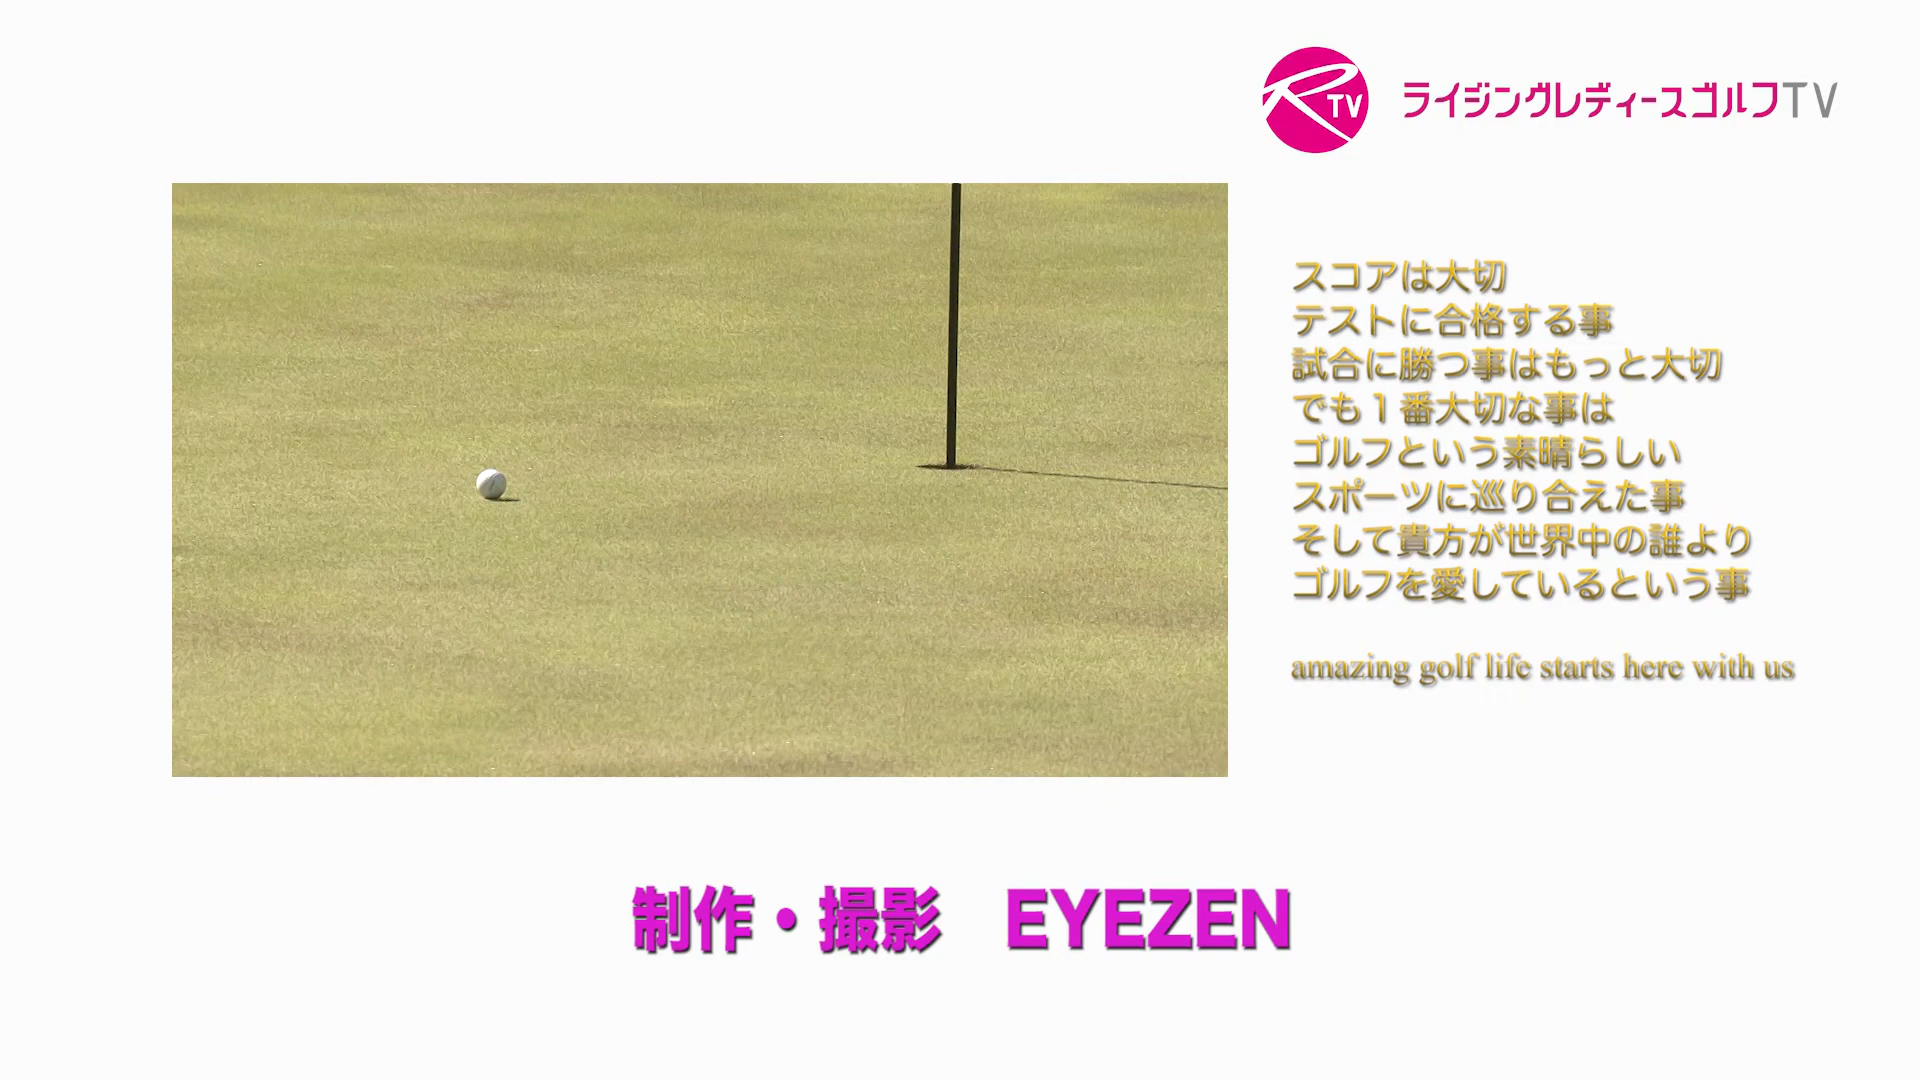 RTV
ライジングレディースゴルフTV
スコアは大切
テストに合格する事
試合に勝つ事はもっと大切
でも１番大切な事は
ゴルフという素晴らしい
スポーツに巡り合えた事
そして貴方が世界中の誰より
ゴルフを愛しているという事
amazing golf life starts here with us
制作・撮影　EYEZEN